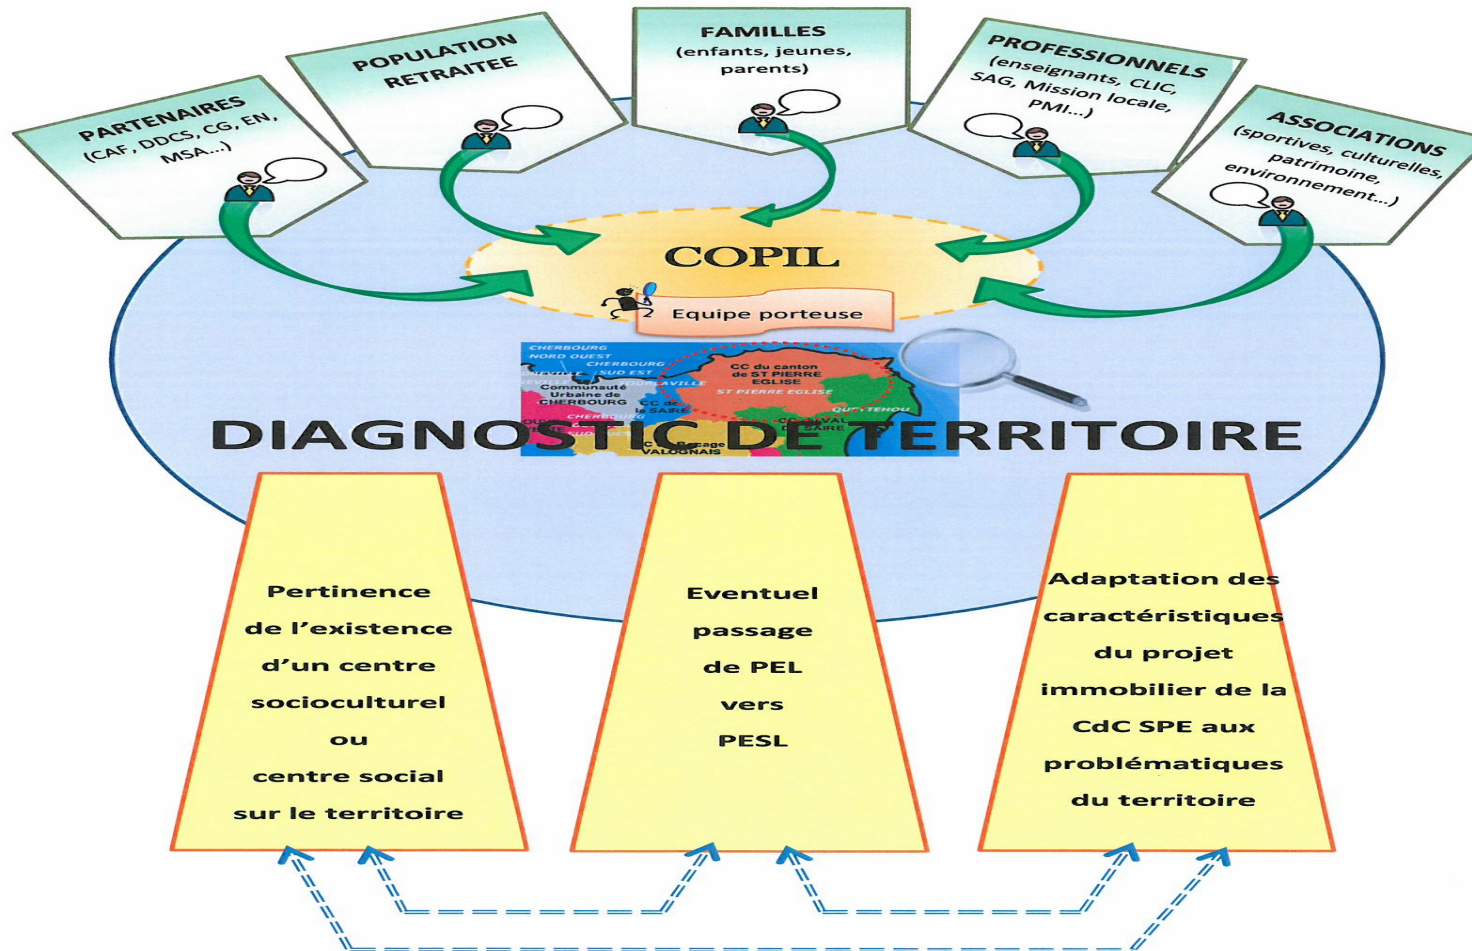 PARTENAIRES
(CAF, DDCS, CG, EN,
MSA...)
POPULATION
RETRAITEE
FAMILLES
(enfants, jeunes,
parents)
PROFESSIONNELS
(enseignants, CLIC,
SAG, Mission locale,
PMI...)
ASSOCIATIONS
(sportives, culturelles,
patrimoine,
environnement...)
COPIL
Equipe porteuse
CHERBOURG
NORD OUEST
CHERBOURG
SUD EST
Communauté
Urbaine de
CHERBOURG
CC de
la SAIRE
CHERBOURG
CC du canton
de ST PIERRE
EGLISE
ST PIERRE EGLISE
VALOGNAIS
DIAGNOSTIC DE TERRITOIRE
Pertinence
de l’existence
d’un centre
socioculturel
ou
centre social
sur le territoire
Eventuel
passage
de PEL
vers
PESL
Adaptation des
caractéristiques
du projet
immobilier de la
CdC SPE aux
problématiques
du territoire